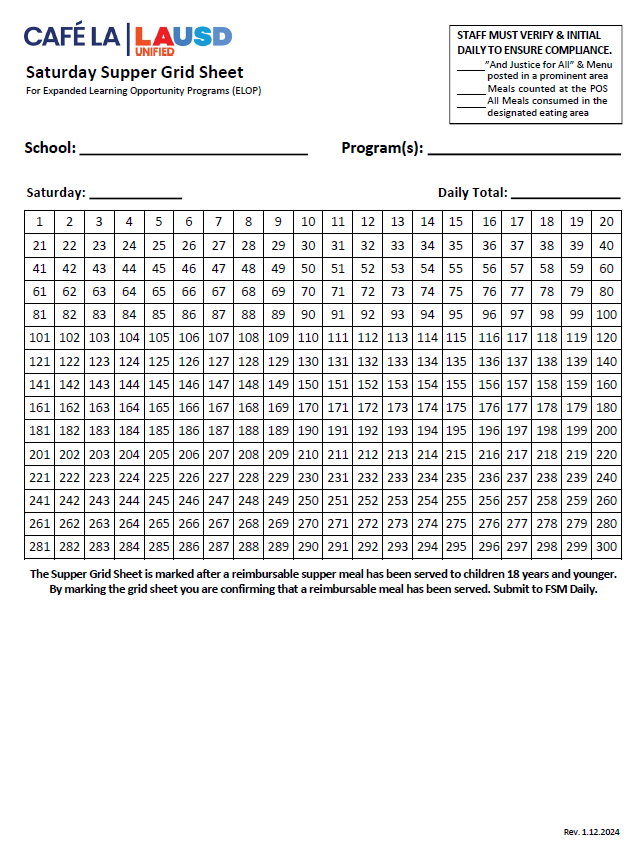 CAFÉ LA | LAUSD
UNIFIED
Saturday Supper Grid Sheet
For Expanded Learning Opportunity Programs (ELOP)
STAFF MUST VERIFY & INITIAL
DAILY TO ENSURE COMPLIANCE.
_____"And Justice for All" & Menu
posted in a prominent area
_____ Meals counted at the POS
_____ All Meals consumed in the
designated eating area
School: ____________________________ Program(s): ________________________
Saturday: _____________ Daily Total: _______________
1 2 3 4 5 6 7 8 9 10 11 12 13 14 15 16 17 18 19 20
21 22 23 24 25 26 27 28 29 30 31 32 33 34 35 36 37 38 39 40
41 42 43 44 45 46 47 48 49 50 51 52 53 54 55 56 57 58 59 60
61 62 63 64 65 66 67 68 69 70 71 72 73 74 75 76 77 78 79 80
81 82 83 84 85 86 87 88 89 90 91 92 93 94 95 96 97 98 99 100
101 102 103 104 105 106 107 108 109 110 111 112 113 114 115 116 117 118 119 120
121 122 123 124 125 126 127 128 129 130 131 132 133 134 135 136 137 138 139 140
141 142 143 144 145 146 147 148 149 150 151 152 153 154 155 156 157 158 159 160
161 162 163 164 165 166 167 168 169 170 171 172 173 174 175 176 177 178 179 180
181 182 183 184 185 186 187 188 189 190 191 192 193 194 195 196 197 198 199 200
201 202 203 204 205 206 207 208 209 210 211 212 213 214 215 216 217 218 219 220
221 222 223 224 225 226 227 228 229 230 231 232 233 234 235 236 237 238 239 240
241 242 243 244 245 246 247 248 249 250 251 252 253 254 255 256 257 258 259 260
261 262 263 264 265 266 267 268 269 270 271 272 273 274 275 276 277 278 279 280
281 282 283 284 285 286 287 288 289 290 291 292 293 294 295 296 297 298 299 300
The Supper Grid Sheet is marked after a reimbursable supper meal has been served to children 18 years and younger.
By marking the grid sheet you are confirming that a reimbursable meal has been served. Submit to FSM Daily.
Rev. 1.12.2024